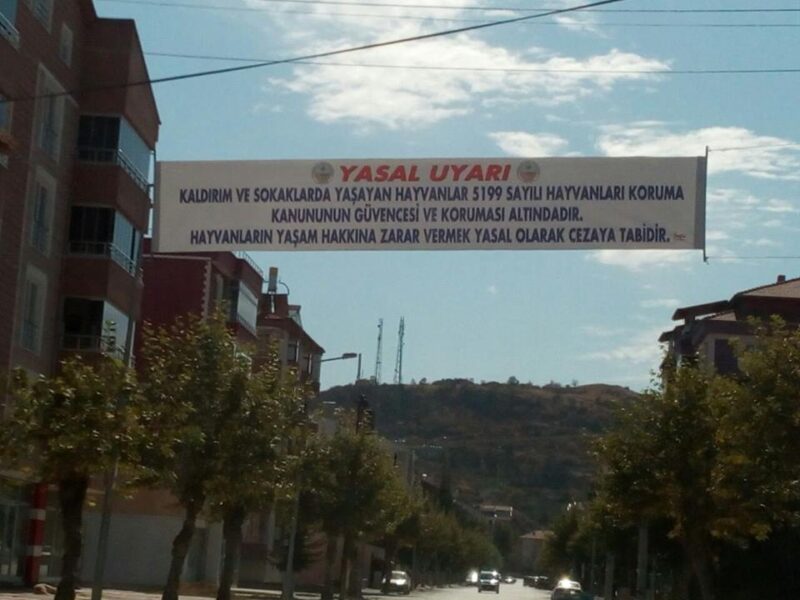 YASAL UYARI
KALDIRIM VE SOKAKLARDA YAŞAYAN HAYVANLAR 5199 SAYILI HAYVANLARI KORUMA
KANUNUNUN GÜVENCESİ VE KORUMASI ALTINDADIR.
HAYVANLARIN YAŞAM HAKKINA ZARAR VERMEK YASAL OLARAK CEZAYA TABİDİR.